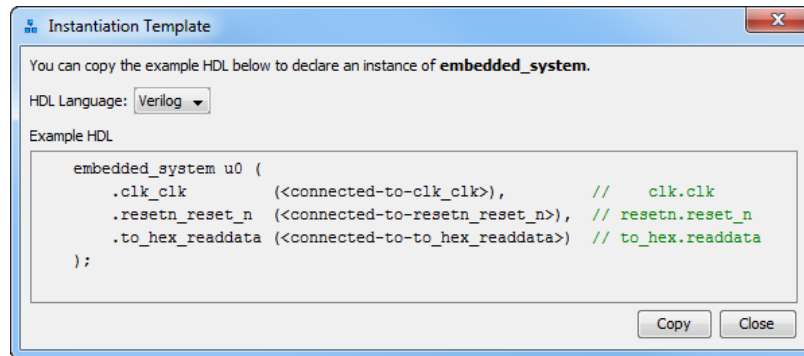 Instantiation Template
You can copy the example HDL below to declare an instance of embedded_system.
HDL Language: Verilog
Example HDL
embedded_system u0 (
.clk_clk (<connected-to-clk_clk>), // clk.clk
.resetn_reset_n (<connected-to-resetn_reset_n>), // resetn.reset_n
.to_hex_readdata (<connected-to-to_hex_readdata>) // to_hex.readdata
);
Copy Close